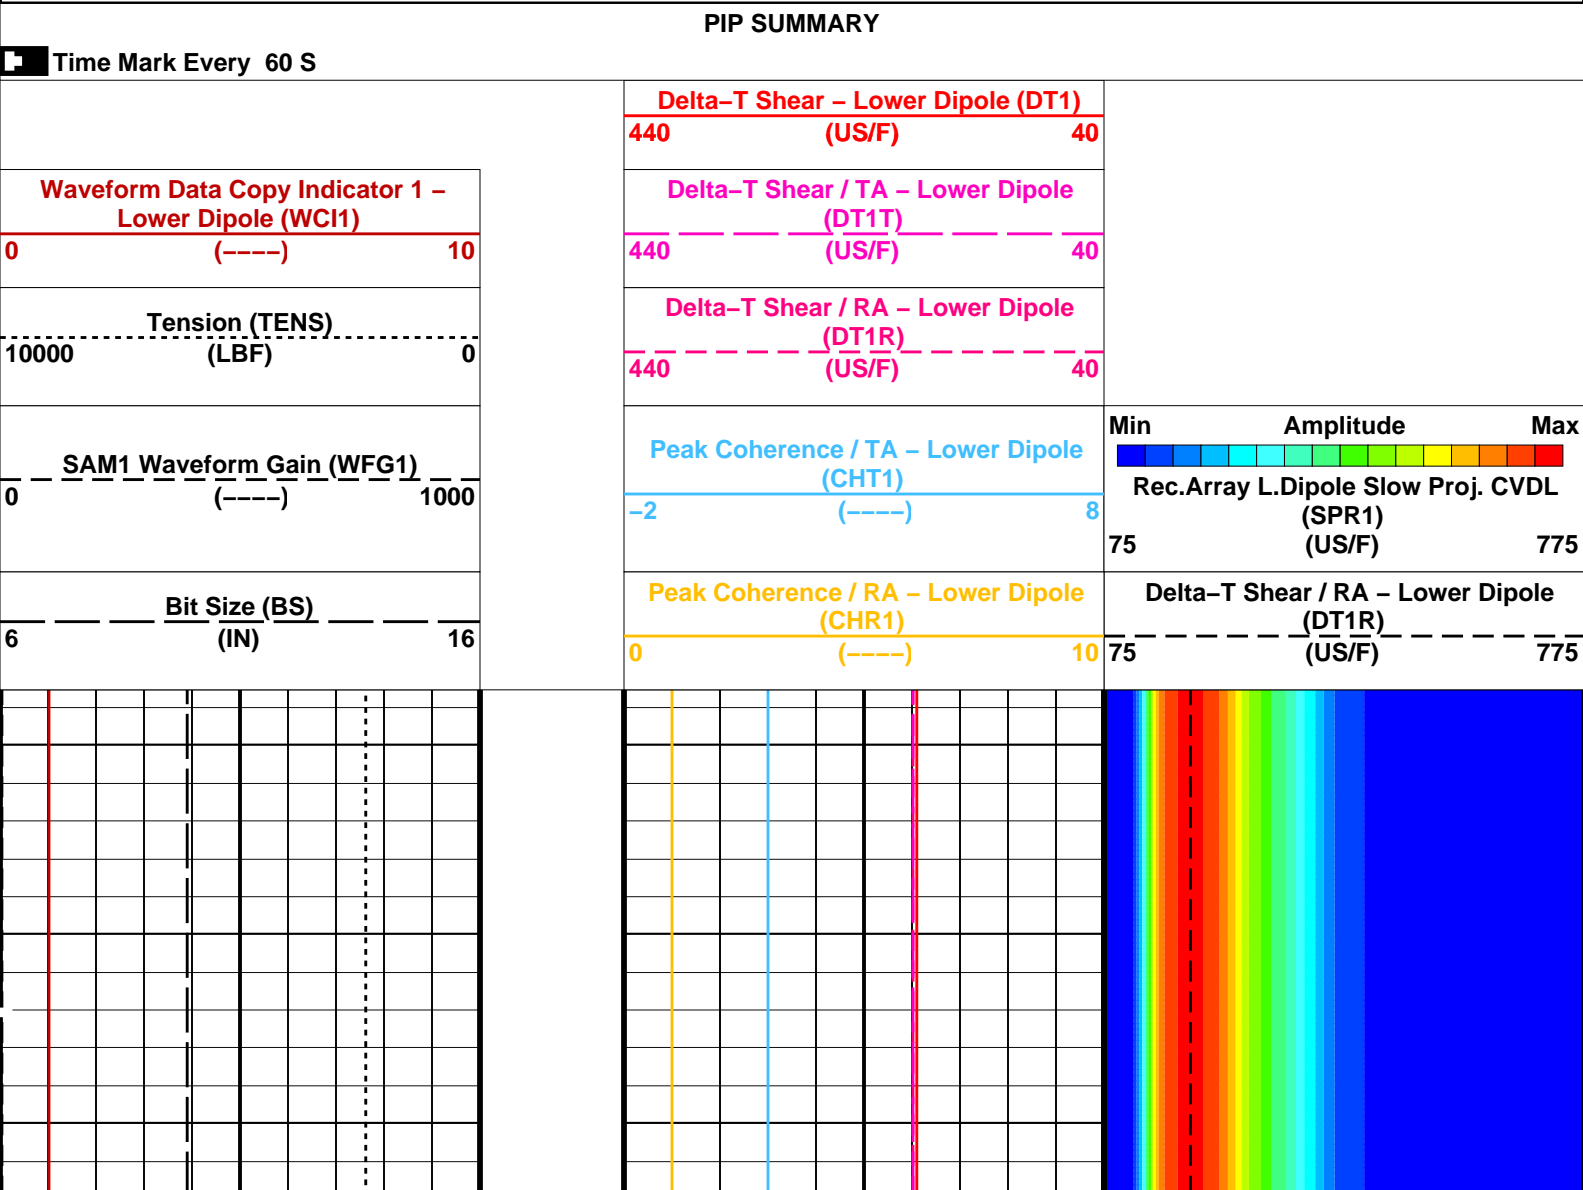 PIP SUMMARY
Time Mark Every 60 S
Delta–T Shear – Lower Dipole (DT1)
440 (US/F) 40
Waveform Data Copy Indicator 1 –
Lower Dipole (WCI1)
0 (––––) 10
Delta–T Shear / TA – Lower Dipole
(DT1T)
440 (US/F) 40
Tension (TENS)
10000 (LBF) 0
Delta–T Shear / RA – Lower Dipole
(DT1R)
440 (US/F) 40
SAM1 Waveform Gain (WFG1)
0 (––––) 1000
Peak Coherence / TA – Lower Dipole
(CHT1)
–2 (––––) 8
Min Amplitude Max
Rec.Array L.Dipole Slow Proj. CVDL
(SPR1)
75 (US/F) 775
Bit Size (BS)
6 (IN) 16
Peak Coherence / RA – Lower Dipole
(CHR1)
0 (––––) 10
Delta–T Shear / RA – Lower Dipole
(DT1R)
75 (US/F) 775